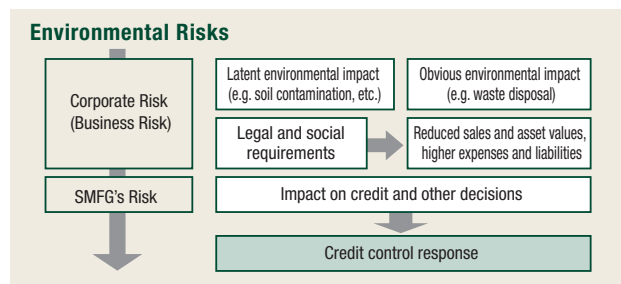 Environmental Risks
Corporate Risk
(Business Risk)
Latent environmental impact
(e.g. soil contamination, etc.)
Obvious environmental impact
(e.g. waste disposal)
Legal and social
requirements
Reduced sales and asset values,
higher expenses and liabilities
SMFG's Risk
Impact on credit and other decisions
Credit control response